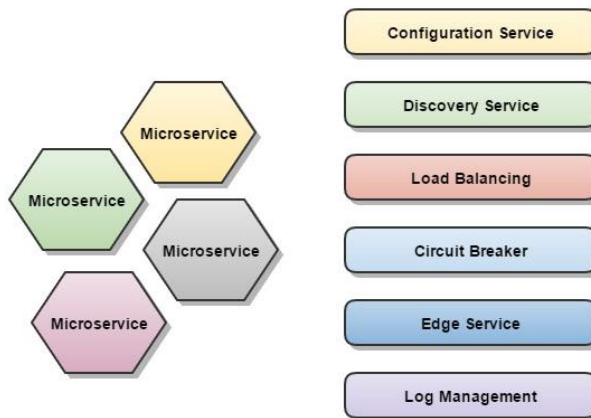 Microservice
Microservice
Microservice
Microservice
Configuration Service
Discovery Service
Load Balancing
Circuit Breaker
Edge Service
Log Management